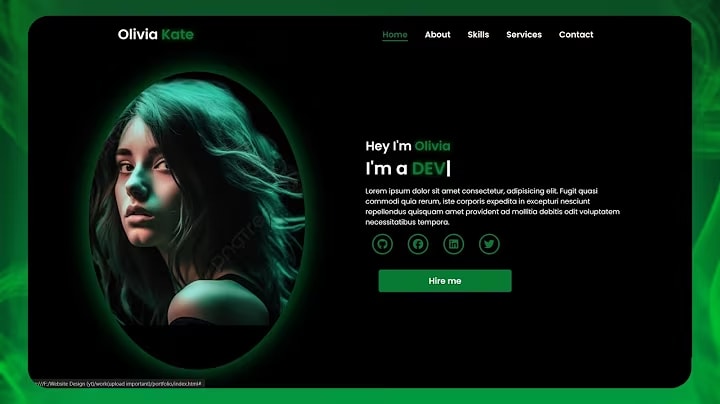 Olivia Kate
Home About Skills Services Contact
Hey I'm Olivia
I'm a DEV
Lorem ipsum dolor sit amet consectetur, adipisicing elit. Fugit quasi
commodi quia rerum, iste corporis expedita in excepturi nesciunt
repellendus quisquam amet provident ad mollitia debitis odit voluptatem
necessitatibus tempora.
Hire me
/F:/Website Design (yt)/work(upload important)/portfolio/index.html#